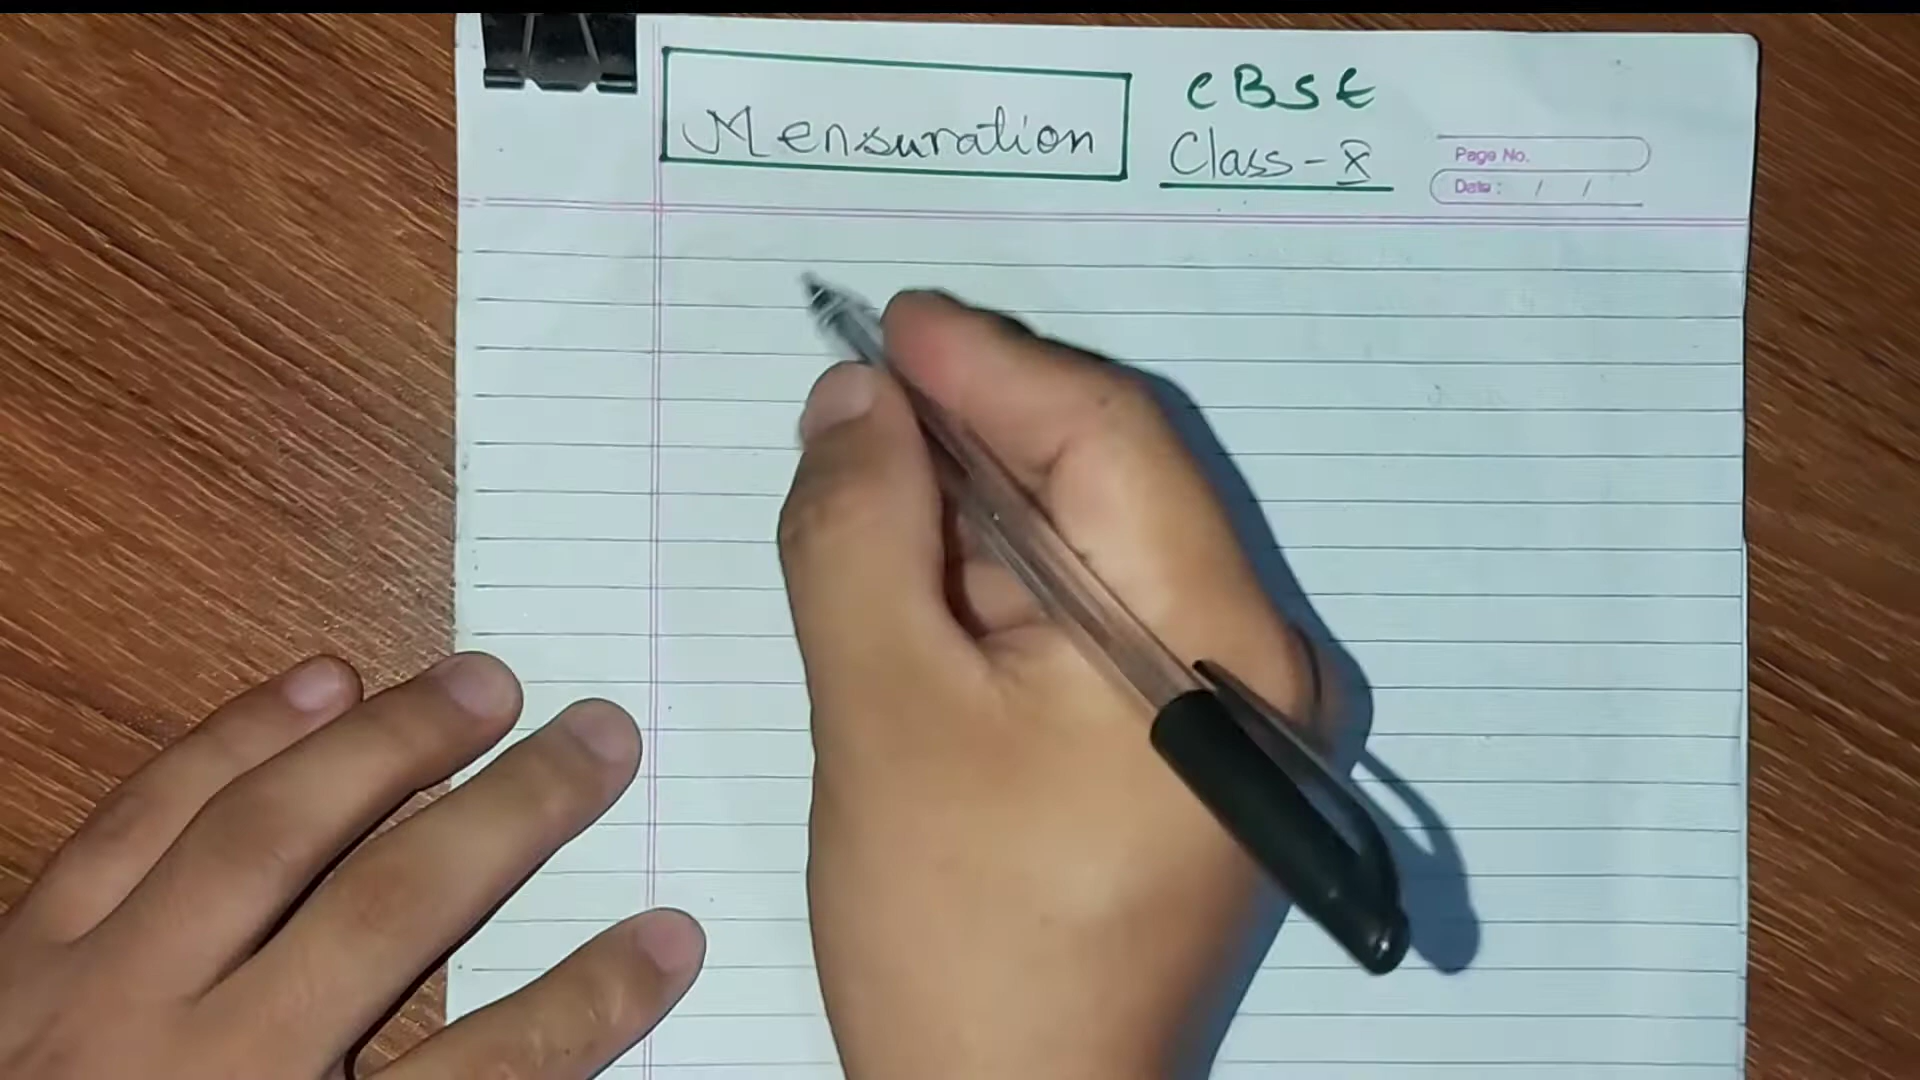 Mensuration
CBSE
Class - X
Page No.
Date : / /